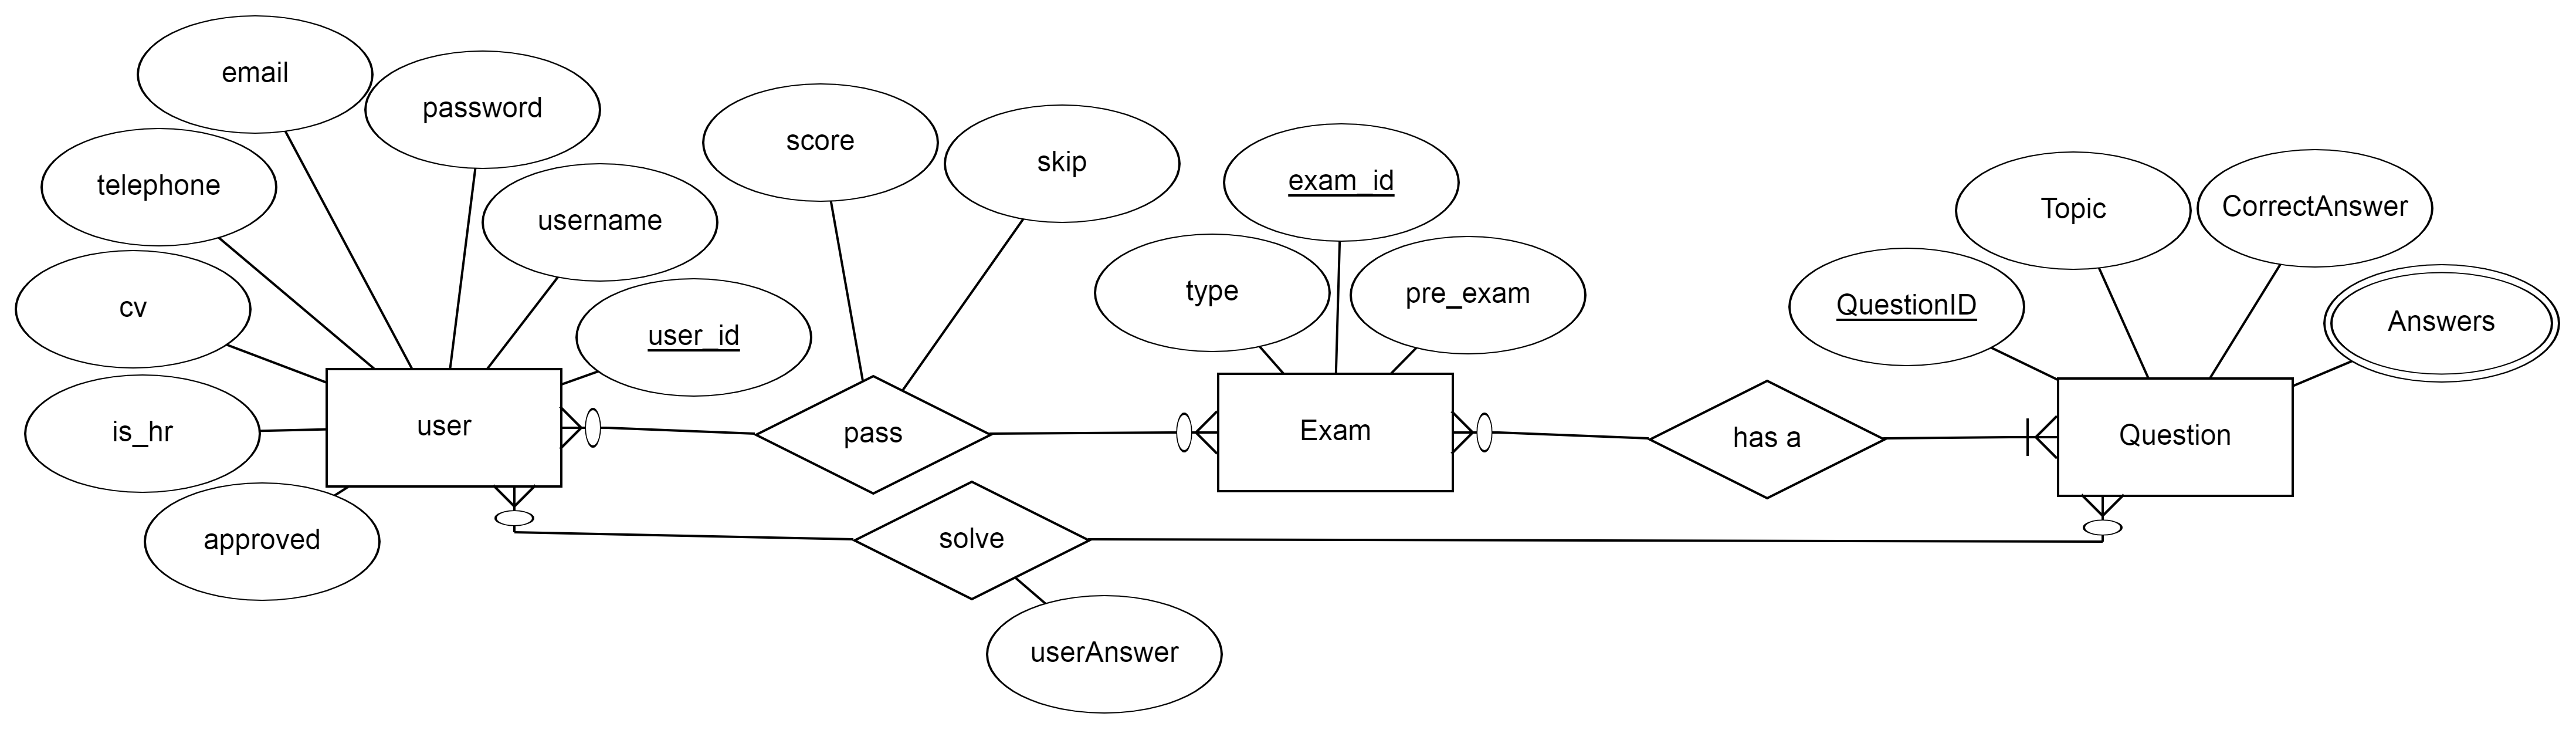 email
password
telephone
username
cv
user_id
is_hr
user
approved
score
skip
pass
solve
userAnswer
exam_id
type
pre_exam
Exam
has a
Topic
CorrectAnswer
QuestionID
Answers
Question